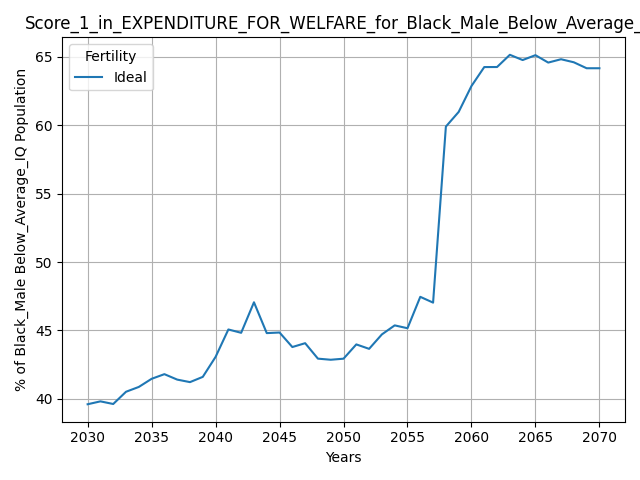 Score_1_in_EXPENDITURE_FOR_WELFARE_for_Black_Male_Below_Average_
Fertility
Ideal
% of Black_Male Below_Average_IQ Population
65
60
55
50
45
40
2030 2035 2040 2045 2050 2055 2060 2065 2070
Years